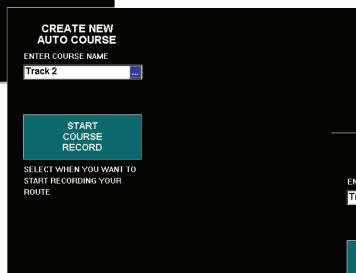 CREATE NEW
AUTO COURSE
ENTER COURSE NAME
Track 2
...
START
COURSE
RECORD
SELECT WHEN YOU WANT TO
START RECORDING YOUR
ROUTE